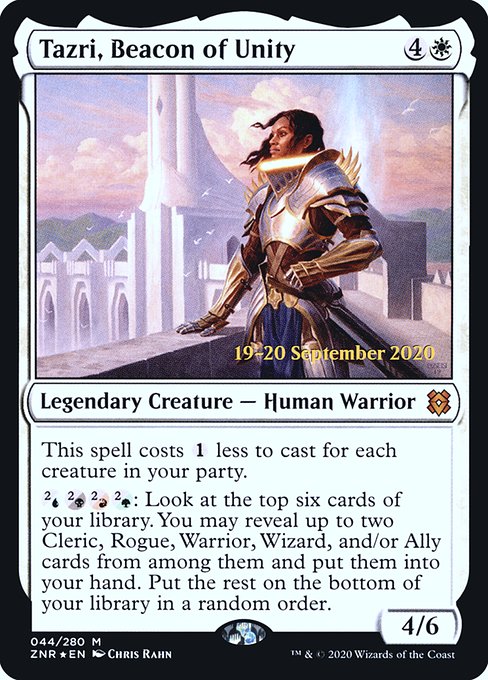 Tazri, Beacon of Unity 4
19–20 September 2020
Legendary Creature — Human Warrior
This spell costs 1 less to cast for each
creature in your party.
2 2 2 2: Look at the top six cards of
your library. You may reveal up to two
Cleric, Rogue, Warrior, Wizard, and/or Ally
cards from among them and put them into
your hand. Put the rest on the bottom of
your library in a random order.
4/6
044/280 M
ZNR ★ EN Chris Rahn
™ & © 2020 Wizards of the Coast